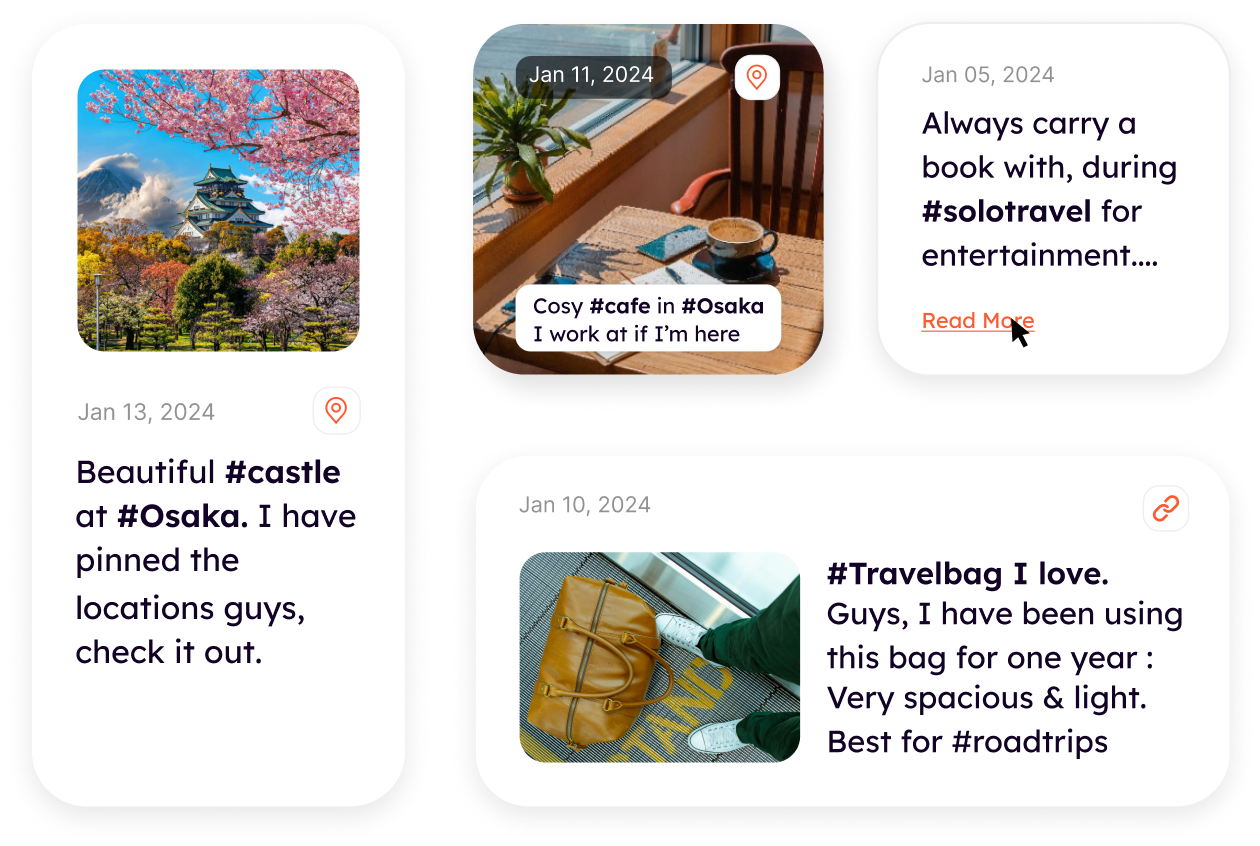 Jan 13, 2024
Beautiful #castle
at #Osaka. I have
pinned the
locations guys,
check it out.
Jan 11, 2024
Cosy #cafe in #Osaka
I work at if I'm here
Jan 05, 2024
Always carry a
book with, during
#solotravel for
entertainment....
Read More
Jan 10, 2024
STAND
#Travelbag I love.
Guys, I have been using
this bag for one year :
Very spacious & light.
Best for #roadtrips